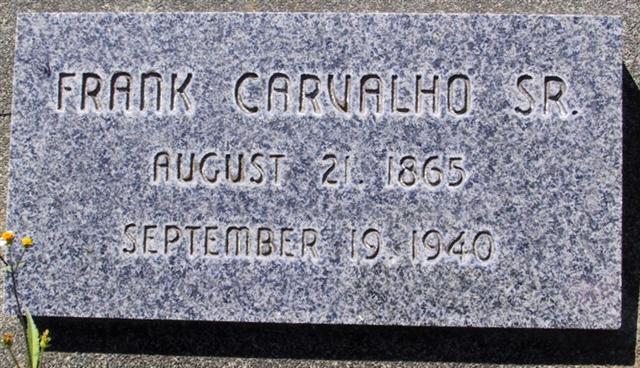 FRANK CARVALHO SR.
AUGUST 21. 1865
SEPTEMBER 19. 1940